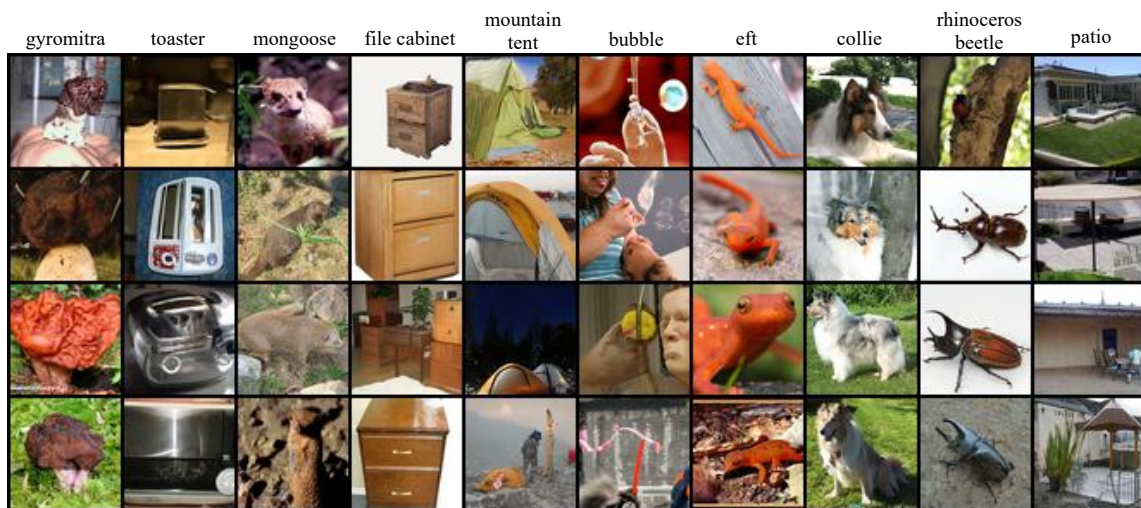 gyromitra
toaster
mongoose
file cabinet
mountain
tent
bubble
eft
collie
rhinoceros
beetle
patio